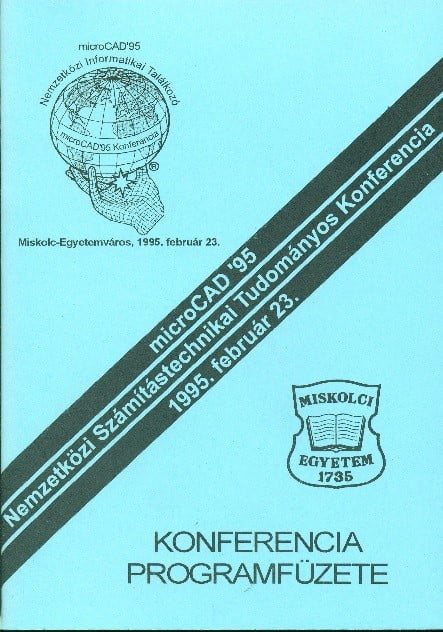 microCAD'95
Nemzetközi Informatikai Találkozó
microCAD'95 Konferencia
®
Miskolc-Egyetemváros, 1995. február 23.
microCAD '95
Nemzetközi Számítástechnikai Tudományos Konferencia
1995. február 23.
MISKOLCI
EGYETEM
1735
KONFERENCIA
PROGRAMFÜZETE